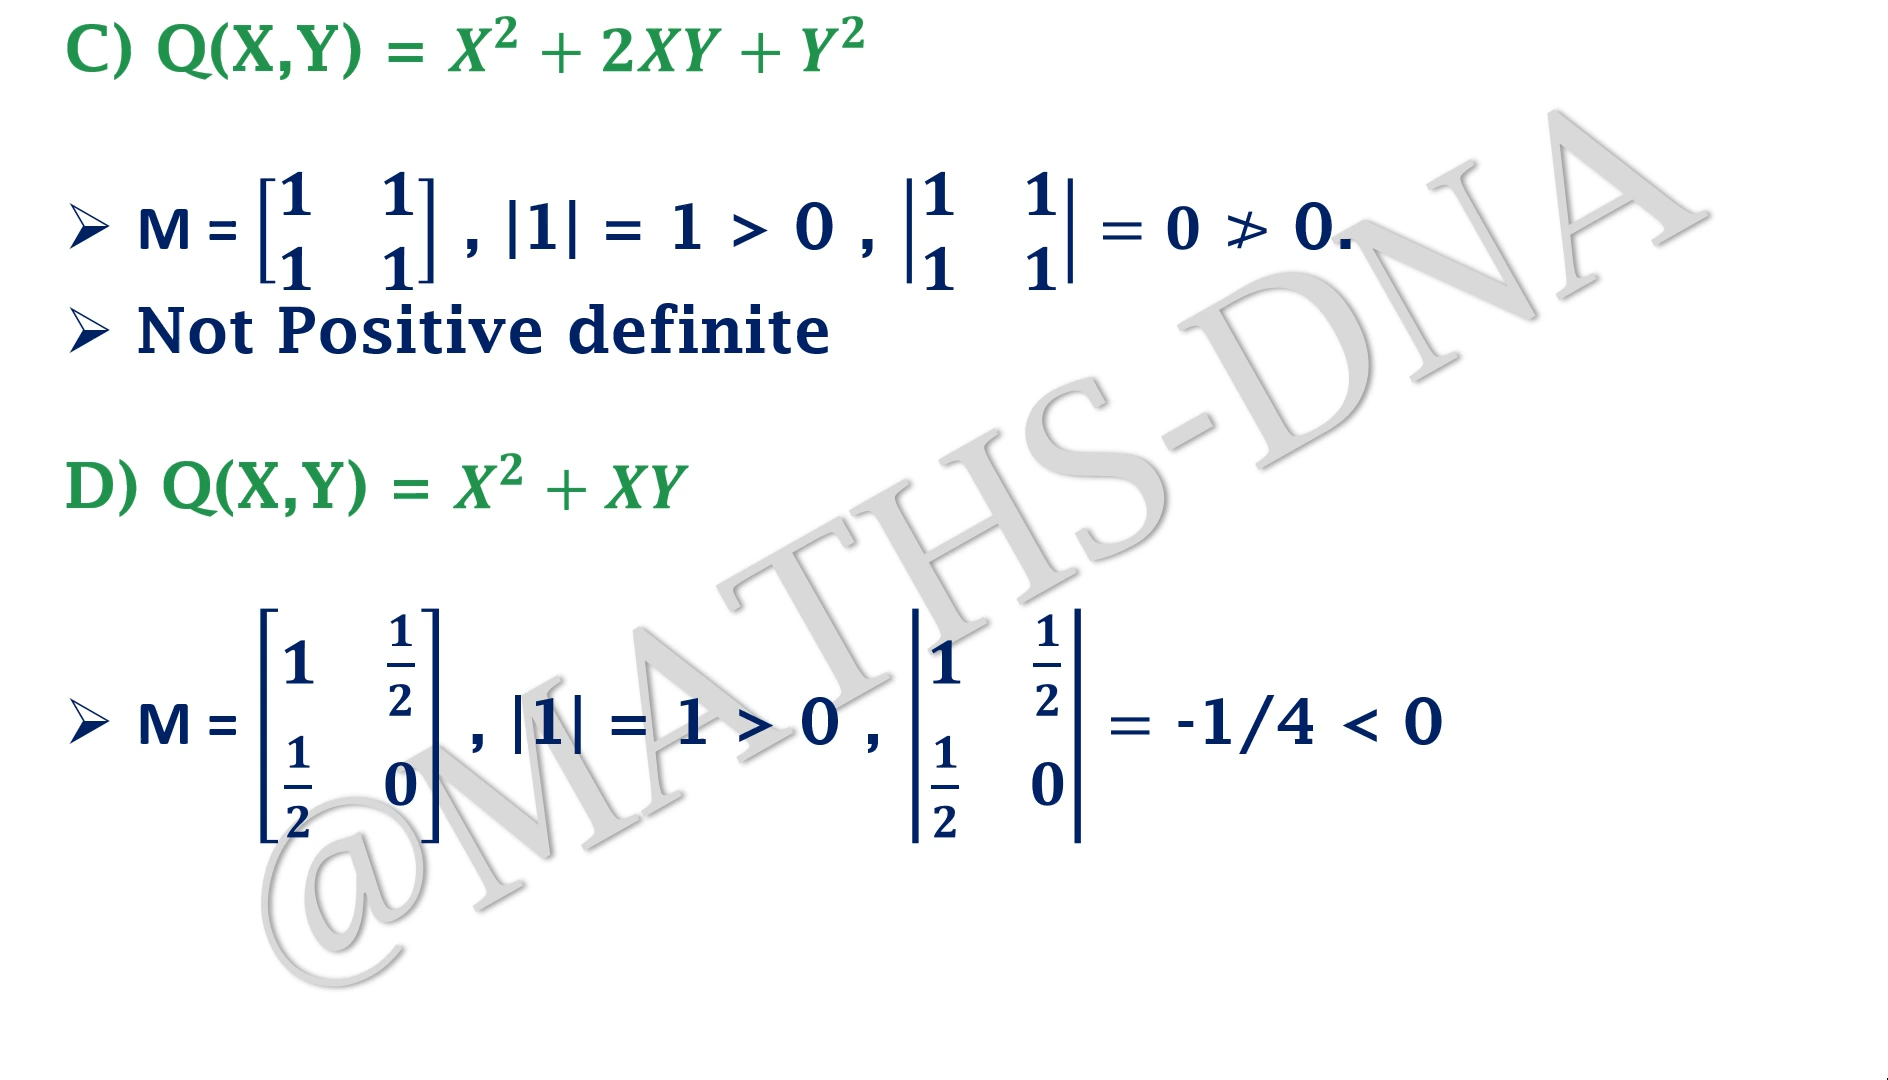 C) Q(X,Y) = X² + 2XY + Y²
➢ M = [1 1; 1 1] , |1| = 1 > 0 , |1 1; 1 1| = 0 ≯ 0.
➢ Not Positive definite
D) Q(X,Y) = X² + XY
➢ M = [1 1/2; 1/2 0] , |1| = 1 > 0 , |1 1/2; 1/2 0| = -1/4 < 0
@MATHS-DNA